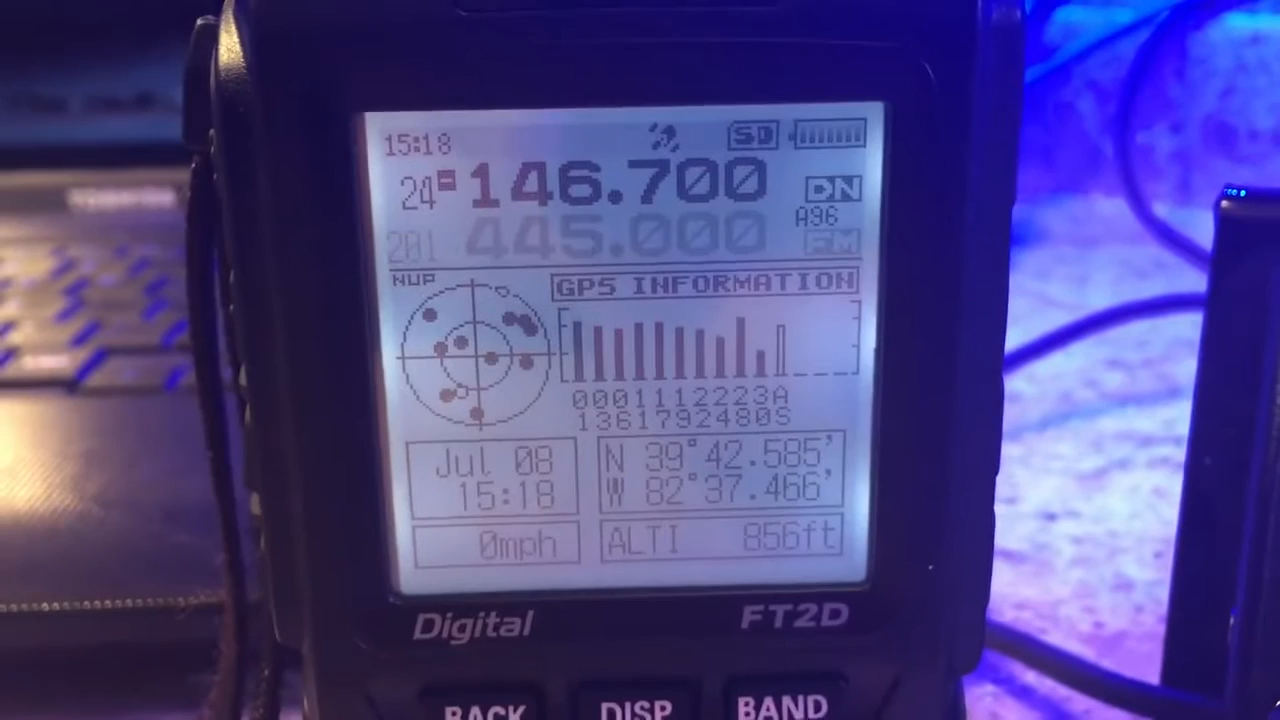 15:18 SD
24 146.700 DN
A96
201 445.000 FM
NUP GPS INFORMATION
0001112223A
1361792480S
Jul 08 N 39°42.585'
15:18 W 82°37.466'
0mph ALTI 856ft
Digital FT2D
BACK DISP BAND